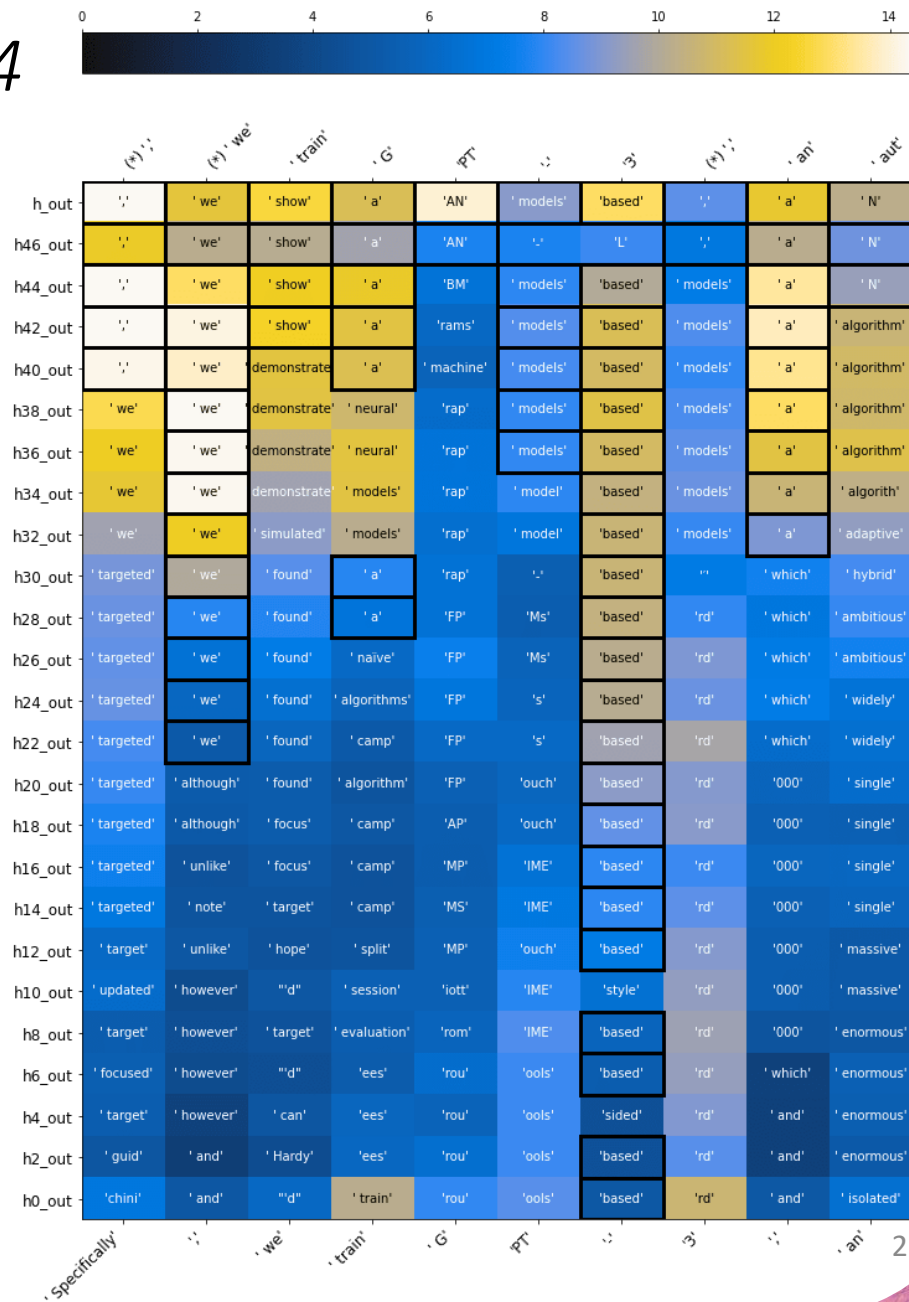 0 2 4 6 8 10 12 14
4
(*) ',' (*) ' we' ' train' ' G' 'PT' '-' '3' (*) ',' ' an' ' aut'
h_out ',' ' we' ' show' ' a' 'AN' ' models' 'based' ',' ' a' ' N'
h46_out ',' ' we' ' show' ' a' 'AN' '-' 'L' ',' ' a' ' N'
h44_out ',' ' we' ' show' ' a' 'BM' ' models' 'based' ' models' ' a' ' N'
h42_out ',' ' we' ' show' ' a' 'rams' ' models' 'based' ' models' ' a' ' algorithm'
h40_out ',' ' we' ' demonstrate' ' a' ' machine' ' models' 'based' ' models' ' a' ' algorithm'
h38_out ' we' ' we' ' demonstrate' ' neural' 'rap' ' models' 'based' ' models' ' a' ' algorithm'
h36_out ' we' ' we' ' demonstrate' ' neural' 'rap' ' models' 'based' ' models' ' a' ' algorithm'
h34_out ' we' ' we' ' demonstrate' ' models' 'rap' ' model' 'based' ' models' ' a' ' algorith'
h32_out ' we' ' we' ' simulated' ' models' 'rap' ' model' 'based' ' models' ' a' ' adaptive'
h30_out ' targeted' ' we' ' found' ' a' 'rap' '-' 'based' ' which' ' hybrid'
h28_out ' targeted' ' we' ' found' ' a' 'FP' 'Ms' 'based' 'rd' ' which' ' ambitious'
h26_out ' targeted' ' we' ' found' ' naïve' 'FP' 'Ms' 'based' 'rd' ' which' ' ambitious'
h24_out ' targeted' ' we' ' found' ' algorithms' 'FP' 's' 'based' 'rd' ' which' ' widely'
h22_out ' targeted' ' we' ' found' ' camp' 'FP' 's' 'based' 'rd' ' which' ' widely'
h20_out ' targeted' ' although' ' found' ' algorithm' 'FP' 'ouch' 'based' 'rd' '000' ' single'
h18_out ' targeted' ' although' ' focus' ' camp' 'AP' 'ouch' 'based' 'rd' '000' ' single'
h16_out ' targeted' ' unlike' ' focus' ' camp' 'MP' 'IME' 'based' 'rd' '000' ' single'
h14_out ' targeted' ' note' ' target' ' camp' 'MS' 'IME' 'based' 'rd' '000' ' single'
h12_out ' target' ' unlike' ' hope' ' split' 'MP' 'ouch' 'based' 'rd' '000' ' massive'
h10_out ' updated' ' however' "'d" ' session' 'iott' 'IME' 'style' 'rd' '000' ' massive'
h8_out ' target' ' however' ' target' ' evaluation' 'rom' 'IME' 'based' 'rd' '000' ' enormous'
h6_out ' focused' ' however' "'d" 'ees' 'rou' 'ools' 'based' 'rd' ' which' ' enormous'
h4_out ' target' ' however' ' can' 'ees' 'rou' 'ools' 'sided' 'rd' ' and' ' enormous'
h2_out ' guid' ' and' ' Hardy' 'ees' 'rou' 'ools' 'based' 'rd' ' and' ' enormous'
h0_out 'chini' ' and' "'d" ' train' 'rou' 'ools' 'based' 'rd' ' and' ' isolated'
' Specifically' ',' ' we' ' train' ' G' 'PT' '-' '3' ',' ' an'
2